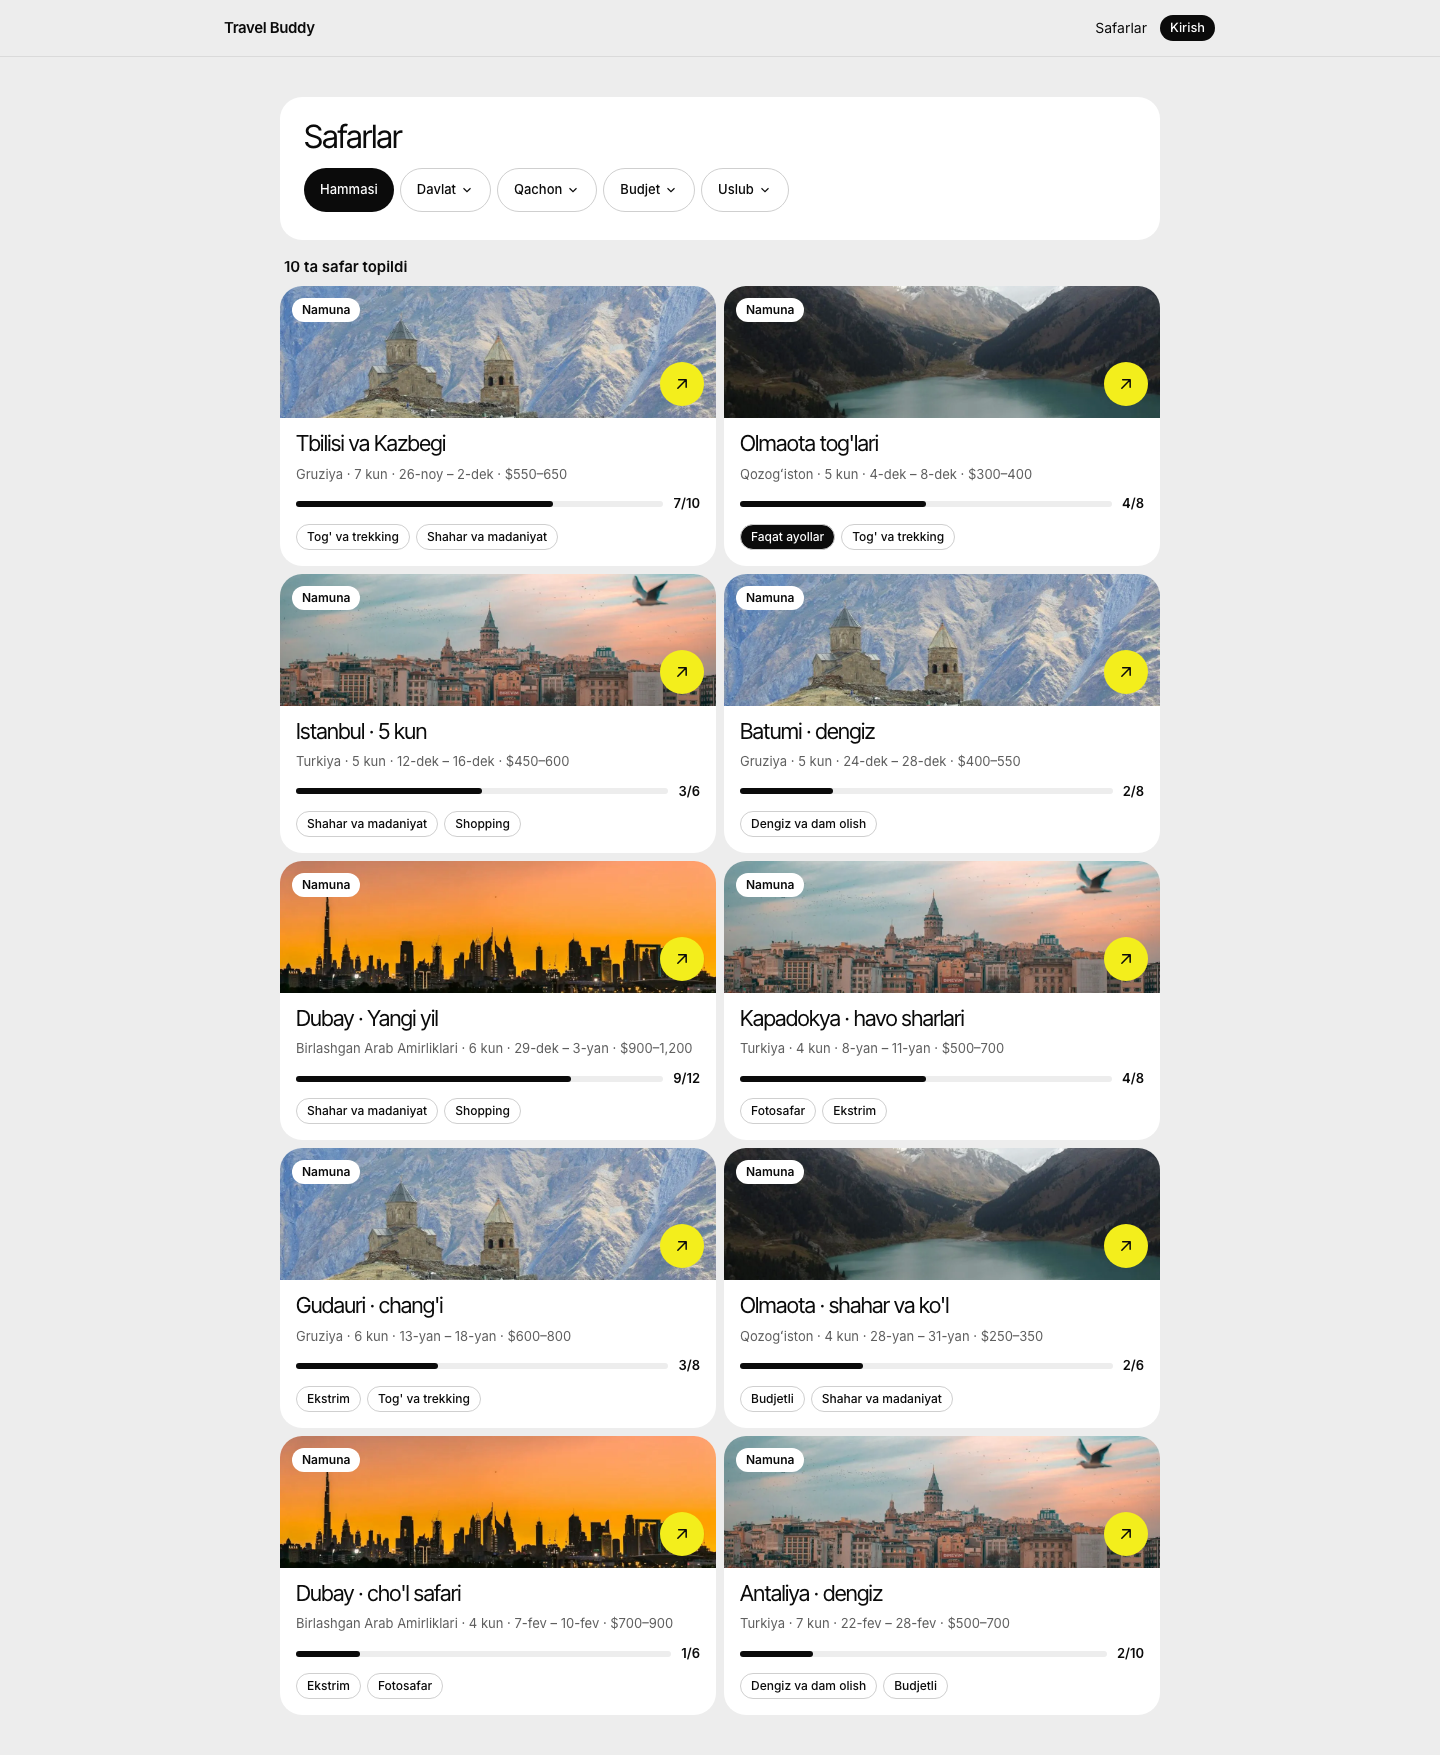 Travel Buddy
Safarlar
Kirish
Safarlar
Hammasi
Davlat
Qachon
Budjet
Uslub
10 ta safar topildi
Namuna
Tbilisi va Kazbegi
Gruziya · 7 kun · 26-noy – 2-dek · $550–650
7/10
Tog' va trekking
Shahar va madaniyat
Namuna
Olmaota tog'lari
Qozogʻiston · 5 kun · 4-dek – 8-dek · $300–400
4/8
Faqat ayollar
Tog' va trekking
Namuna
Istanbul · 5 kun
Turkiya · 5 kun · 12-dek – 16-dek · $450–600
3/6
Shahar va madaniyat
Shopping
Namuna
Batumi · dengiz
Gruziya · 5 kun · 24-dek – 28-dek · $400–550
2/8
Dengiz va dam olish
Namuna
Dubay · Yangi yil
Birlashgan Arab Amirliklari · 6 kun · 29-dek – 3-yan · $900–1,200
9/12
Shahar va madaniyat
Shopping
Namuna
Kapadokya · havo sharlari
Turkiya · 4 kun · 8-yan – 11-yan · $500–700
4/8
Fotosafar
Ekstrim
Namuna
Gudauri · chang'i
Gruziya · 6 kun · 13-yan – 18-yan · $600–800
3/8
Ekstrim
Tog' va trekking
Namuna
Olmaota · shahar va ko'l
Qozogʻiston · 4 kun · 28-yan – 31-yan · $250–350
2/6
Budjetli
Shahar va madaniyat
Namuna
Dubay · cho'l safari
Birlashgan Arab Amirliklari · 4 kun · 7-fev – 10-fev · $700–900
1/6
Ekstrim
Fotosafar
Namuna
Antaliya · dengiz
Turkiya · 7 kun · 22-fev – 28-fev · $500–700
2/10
Dengiz va dam olish
Budjetli